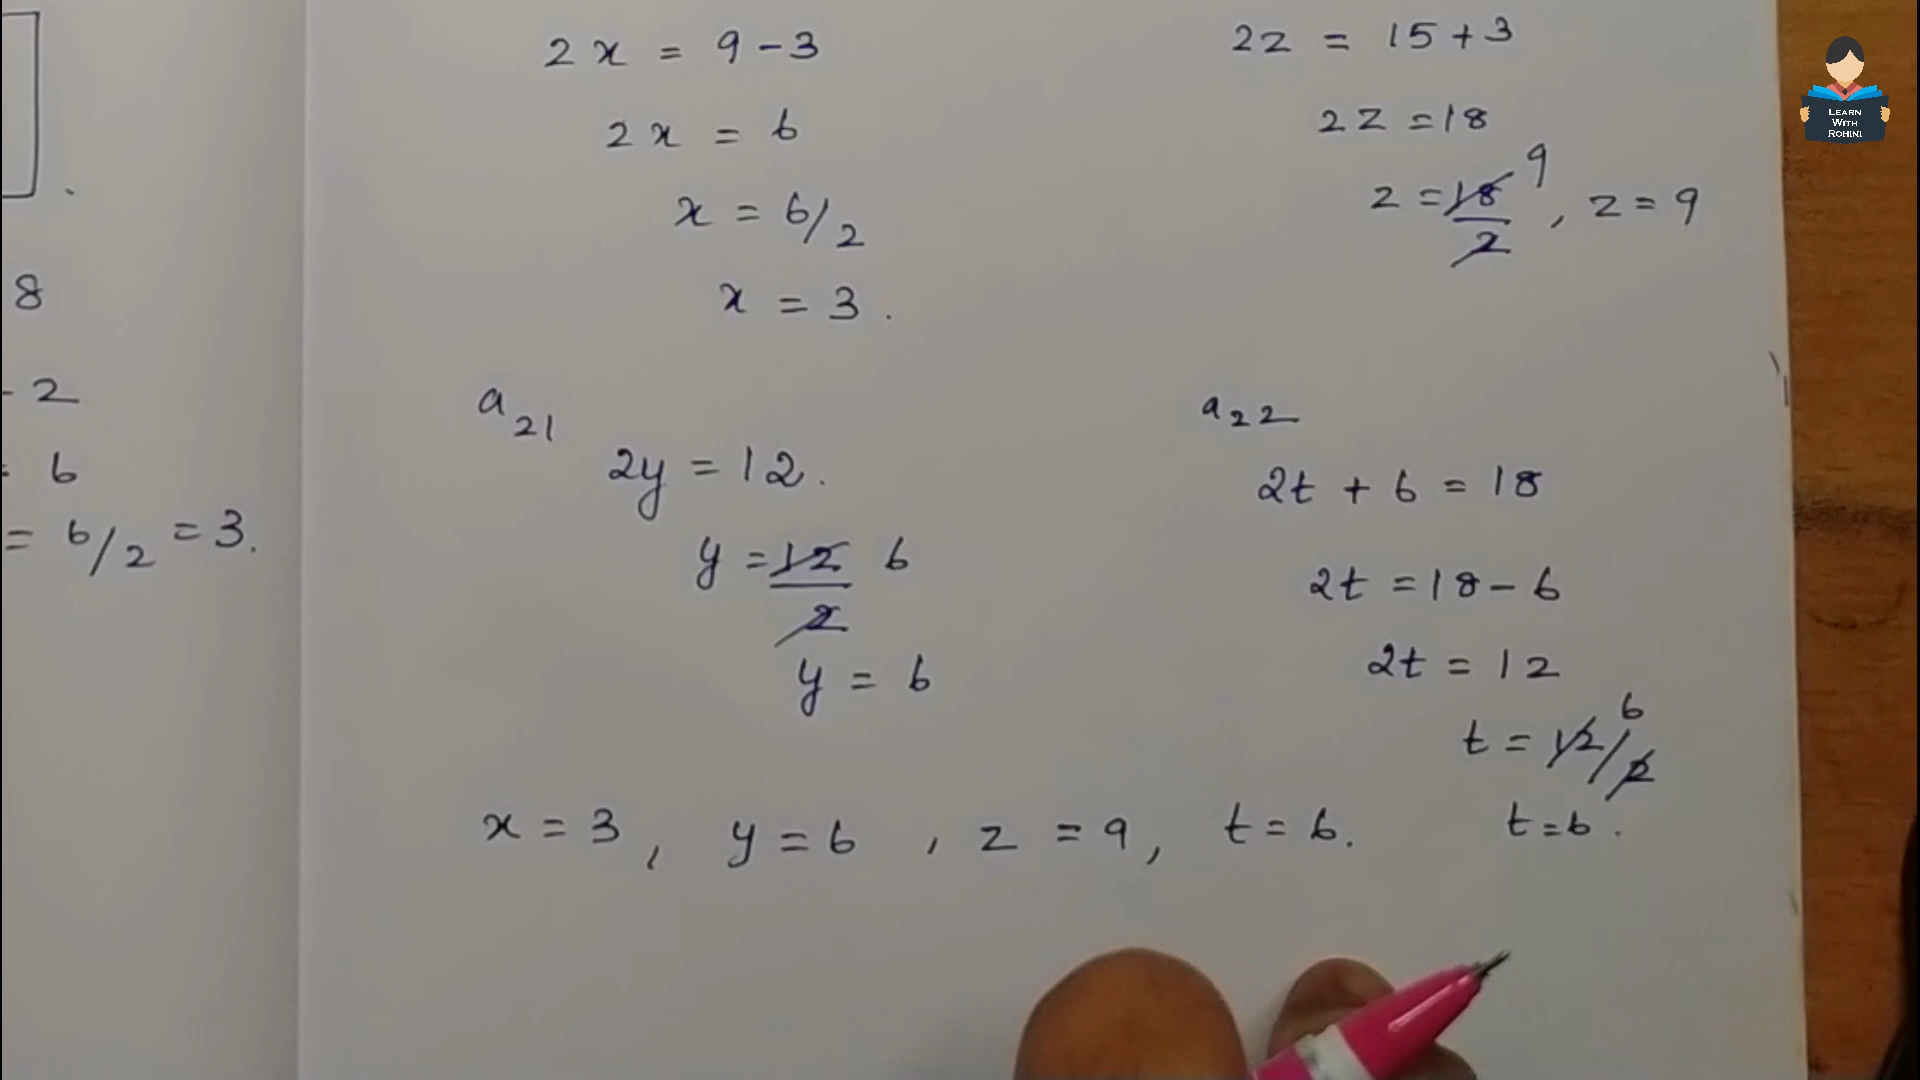 8
- 2
= 6
= 6/2 = 3.
2x = 9-3
2x = 6
x = 6/2
x = 3.
2z = 15+3
2z = 18
z = 18/2 9, z = 9
a21
2y = 12.
y = 12/2 6
y = 6
a22
2t + 6 = 18
2t = 18-6
2t = 12
t = 12/2 6
t=6.
x = 3, y = 6, z = 9, t = 6.
LEARN
WITH
ROHINI